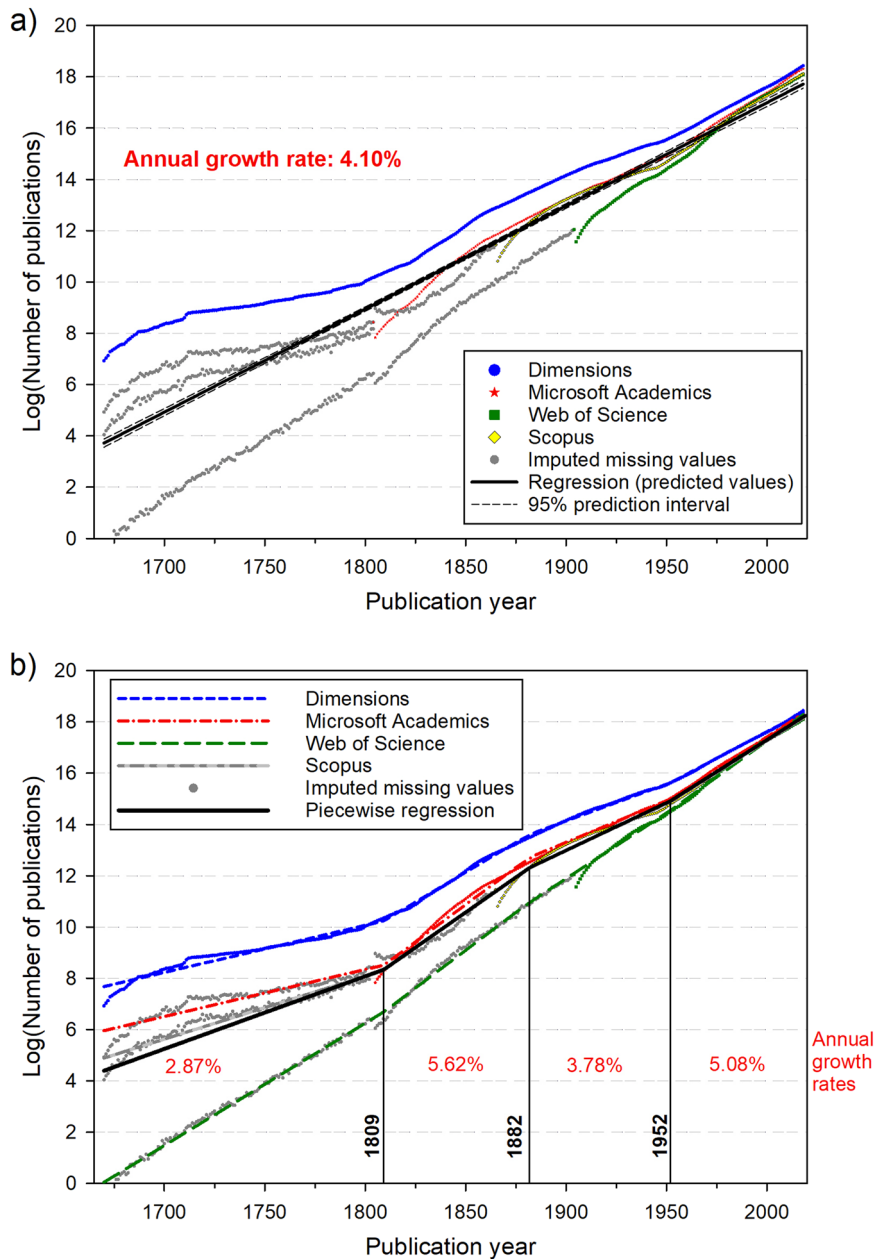 a)
Log(Number of publications)
20
18
16
14
12
10
8
6
4
2
0
Annual growth rate: 4.10%
Dimensions
Microsoft Academics
Web of Science
Scopus
Imputed missing values
Regression (predicted values)
95% prediction interval
1700 1750 1800 1850 1900 1950 2000
Publication year
b)
Log(Number of publications)
20
18
16
14
12
10
8
6
4
2
0
Dimensions
Microsoft Academics
Web of Science
Scopus
Imputed missing values
Piecewise regression
2.87%
5.62%
3.78%
5.08%
Annual
growth
rates
1809
1882
1952
1700 1750 1800 1850 1900 1950 2000
Publication year